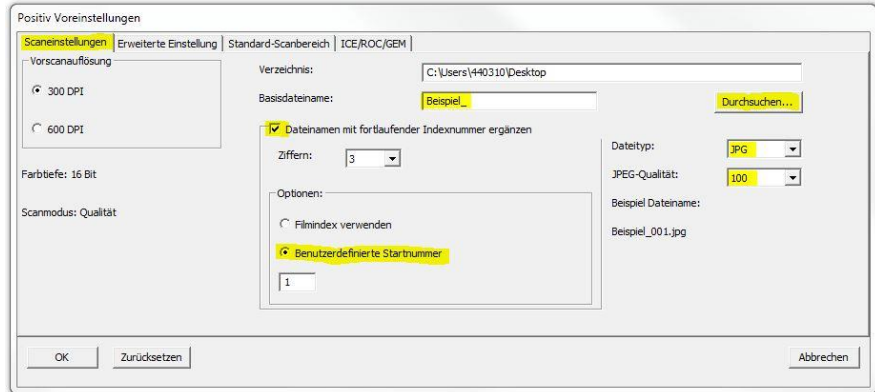 Positiv Voreinstellungen
Scaneinstellungen Erweiterte Einstellung Standard-Scanbereich ICE/ROC/GEM
Vorscanauflösung
300 DPI
600 DPI
Farbtiefe: 16 Bit
Scanmodus: Qualität
Verzeichnis: C:\Users\440310\Desktop
Basisdateiname: Beispiel_ Durchsuchen...
Dateinamen mit fortlaufender Indexnummer ergänzen
Ziffern: 3
Optionen:
Filmindex verwenden
Benutzerdefinierte Startnummer
1
Dateityp: JPG
JPEG-Qualität: 100
Beispiel Dateiname:
Beispiel_001.jpg
OK Zurücksetzen Abbrechen